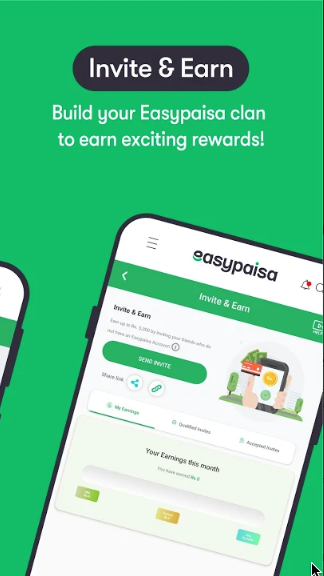 Invite & Earn
Build your Easypaisa clan
to earn exciting rewards!
easypaisa
Invite & Earn
Invite & Earn
Earn up to Rs. 5,000 by inviting your friends who do
not have an Easypaisa Account!
SEND INVITE
Share link
My Earnings
Qualified Invites
Accepted Invites
Your Earnings this month
You have earned Rs 0